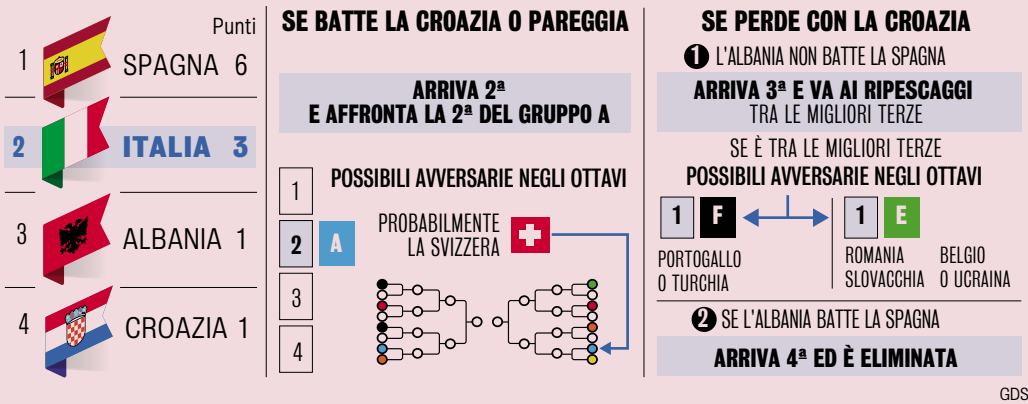 Punti
1 SPAGNA 6
2 ITALIA 3
3 ALBANIA 1
4 CROAZIA 1
SE BATTE LA CROAZIA O PAREGGIA
ARRIVA 2ª
E AFFRONTA LA 2ª DEL GRUPPO A
POSSIBILI AVVERSARIE NEGLI OTTAVI
1
2 A
3
4
PROBABILMENTE
LA SVIZZERA
SE PERDE CON LA CROAZIA
1 L'ALBANIA NON BATTE LA SPAGNA
ARRIVA 3ª E VA AI RIPESCAGGI
TRA LE MIGLIORI TERZE
SE È TRA LE MIGLIORI TERZE
POSSIBILI AVVERSARIE NEGLI OTTAVI
1 F
PORTOGALLO
O TURCHIA
1 E
ROMANIA BELGIO
SLOVACCHIA O UCRAINA
2 SE L'ALBANIA BATTE LA SPAGNA
ARRIVA 4ª ED È ELIMINATA
GDS